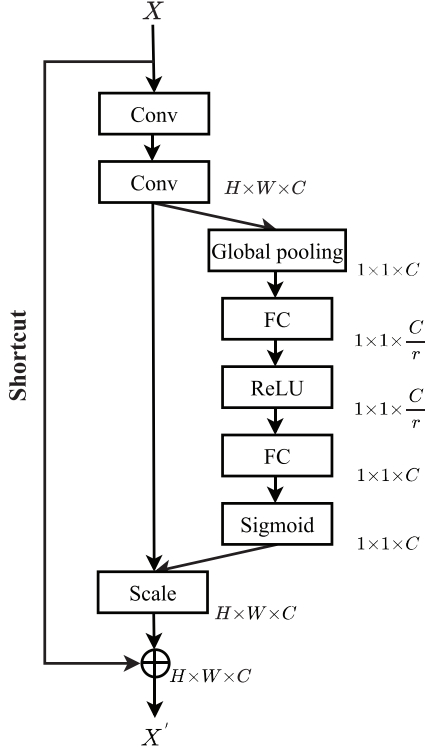 X
Conv
Conv
H×W×C
Global pooling
1×1×C
FC
1×1×C/r
ReLU
1×1×C/r
FC
1×1×C
Sigmoid
1×1×C
Shortcut
Scale
H×W×C
H×W×C
X'